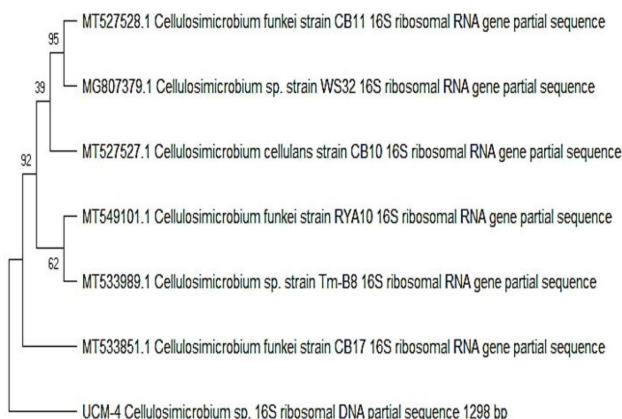 MT527528.1 Cellulosimicrobium funkei strain CB11 16S ribosomal RNA gene partial sequence
95
MG807379.1 Cellulosimicrobium sp. strain WS32 16S ribosomal RNA gene partial sequence
39
MT527527.1 Cellulosimicrobium cellulans strain CB10 16S ribosomal RNA gene partial sequence
92
MT549101.1 Cellulosimicrobium funkei strain RYA10 16S ribosomal RNA gene partial sequence
62
MT533989.1 Cellulosimicrobium sp. strain Tm-B8 16S ribosomal RNA gene partial sequence
MT533851.1 Cellulosimicrobium funkei strain CB17 16S ribosomal RNA gene partial sequence
UCM-4 Cellulosimicrobium sp. 16S ribosomal DNA partial sequence 1298 bp